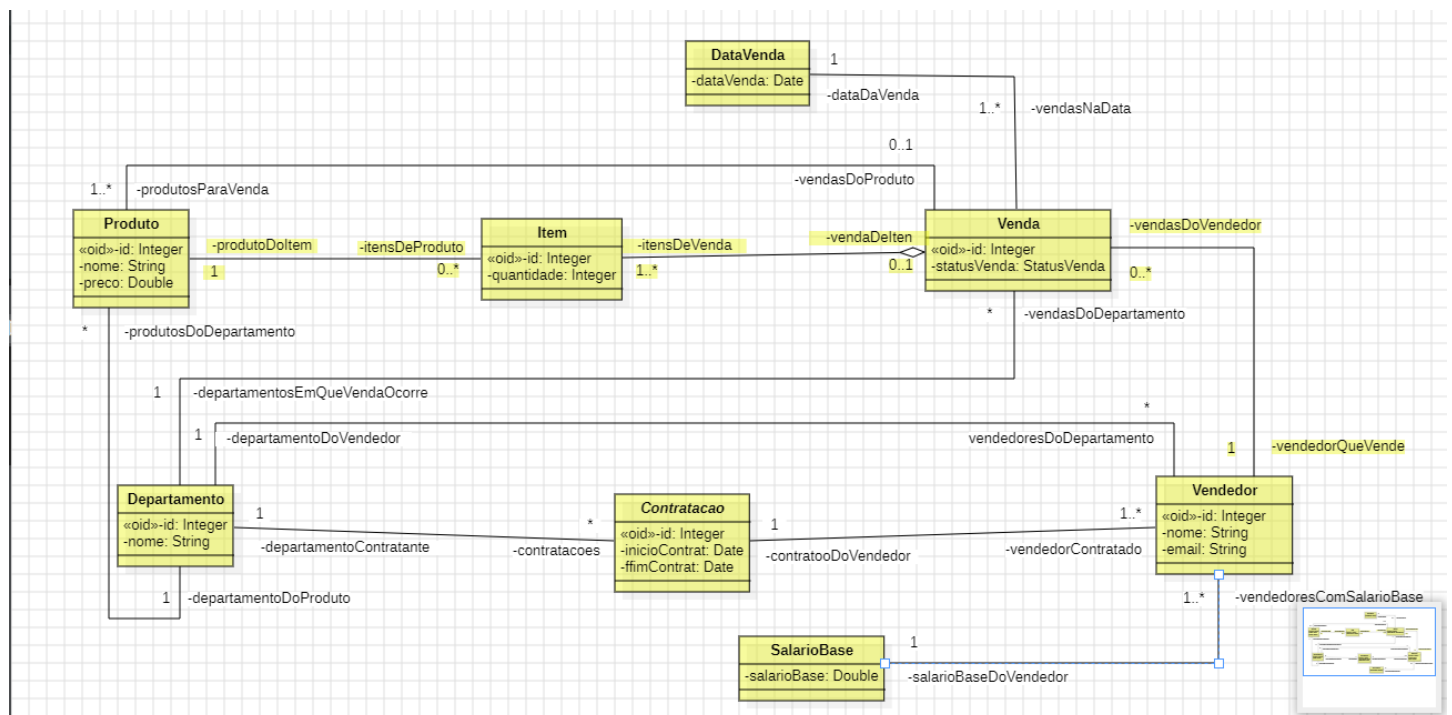 DataVenda
-dataVenda: Date
1
-dataDaVenda
1..*
-vendasNaData
0..1
-vendasDoProduto
1..*
-produtosParaVenda
Produto
«oid»-id: Integer
-nome: String
-preco: Double
-produtoDoItem
1
-itensDeProduto
0..*
Item
«oid»-id: Integer
-quantidade: Integer
-itensDeVenda
1..*
-vendaDeIten
0..1
Venda
«oid»-id: Integer
-statusVenda: StatusVenda
-vendasDoVendedor
0..*
*
-produtosDoDepartamento
*
-vendasDoDepartamento
1
-departamentosEmQueVendaOcorre
1
-departamentoDoVendedor
*
vendedoresDoDepartamento
1
-vendedorQueVende
Departamento
«oid»-id: Integer
-nome: String
1
-departamentoContratante
*
-contratacoes
Contratacao
«oid»-id: Integer
-inicioContrat: Date
-ffimContrat: Date
1
-contratooDoVendedor
1..*
-vendedorContratado
Vendedor
«oid»-id: Integer
-nome: String
-email: String
1
-departamentoDoProduto
1..*
-vendedoresComSalarioBase
SalarioBase
-salarioBase: Double
1
-salarioBaseDoVendedor